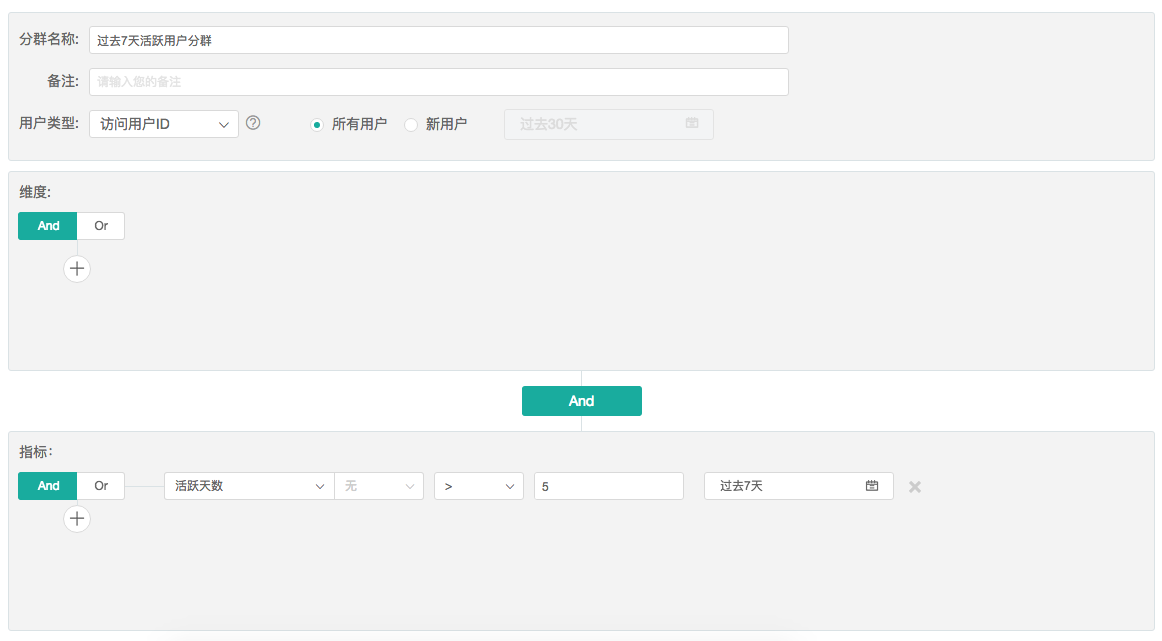 分群名称: 过去7天活跃用户分群
备注: 请输入您的备注
用户类型: 访问用户ID ? 所有用户 新用户 过去30天
维度:
And Or
And
指标:
And Or 活跃天数 无 > 5 过去7天